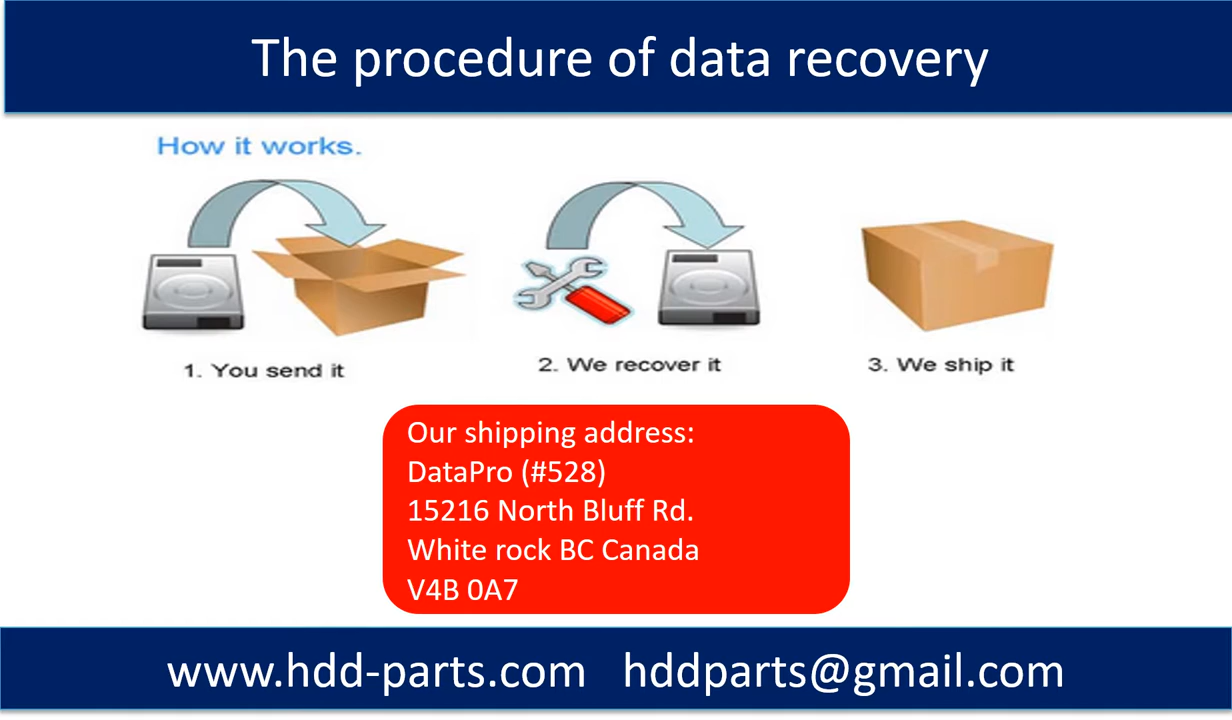 The procedure of data recovery
How it works.
1. You send it
2. We recover it
3. We ship it
Our shipping address:
DataPro (#528)
15216 North Bluff Rd.
White rock BC Canada
V4B 0A7
www.hdd-parts.com hddparts@gmail.com